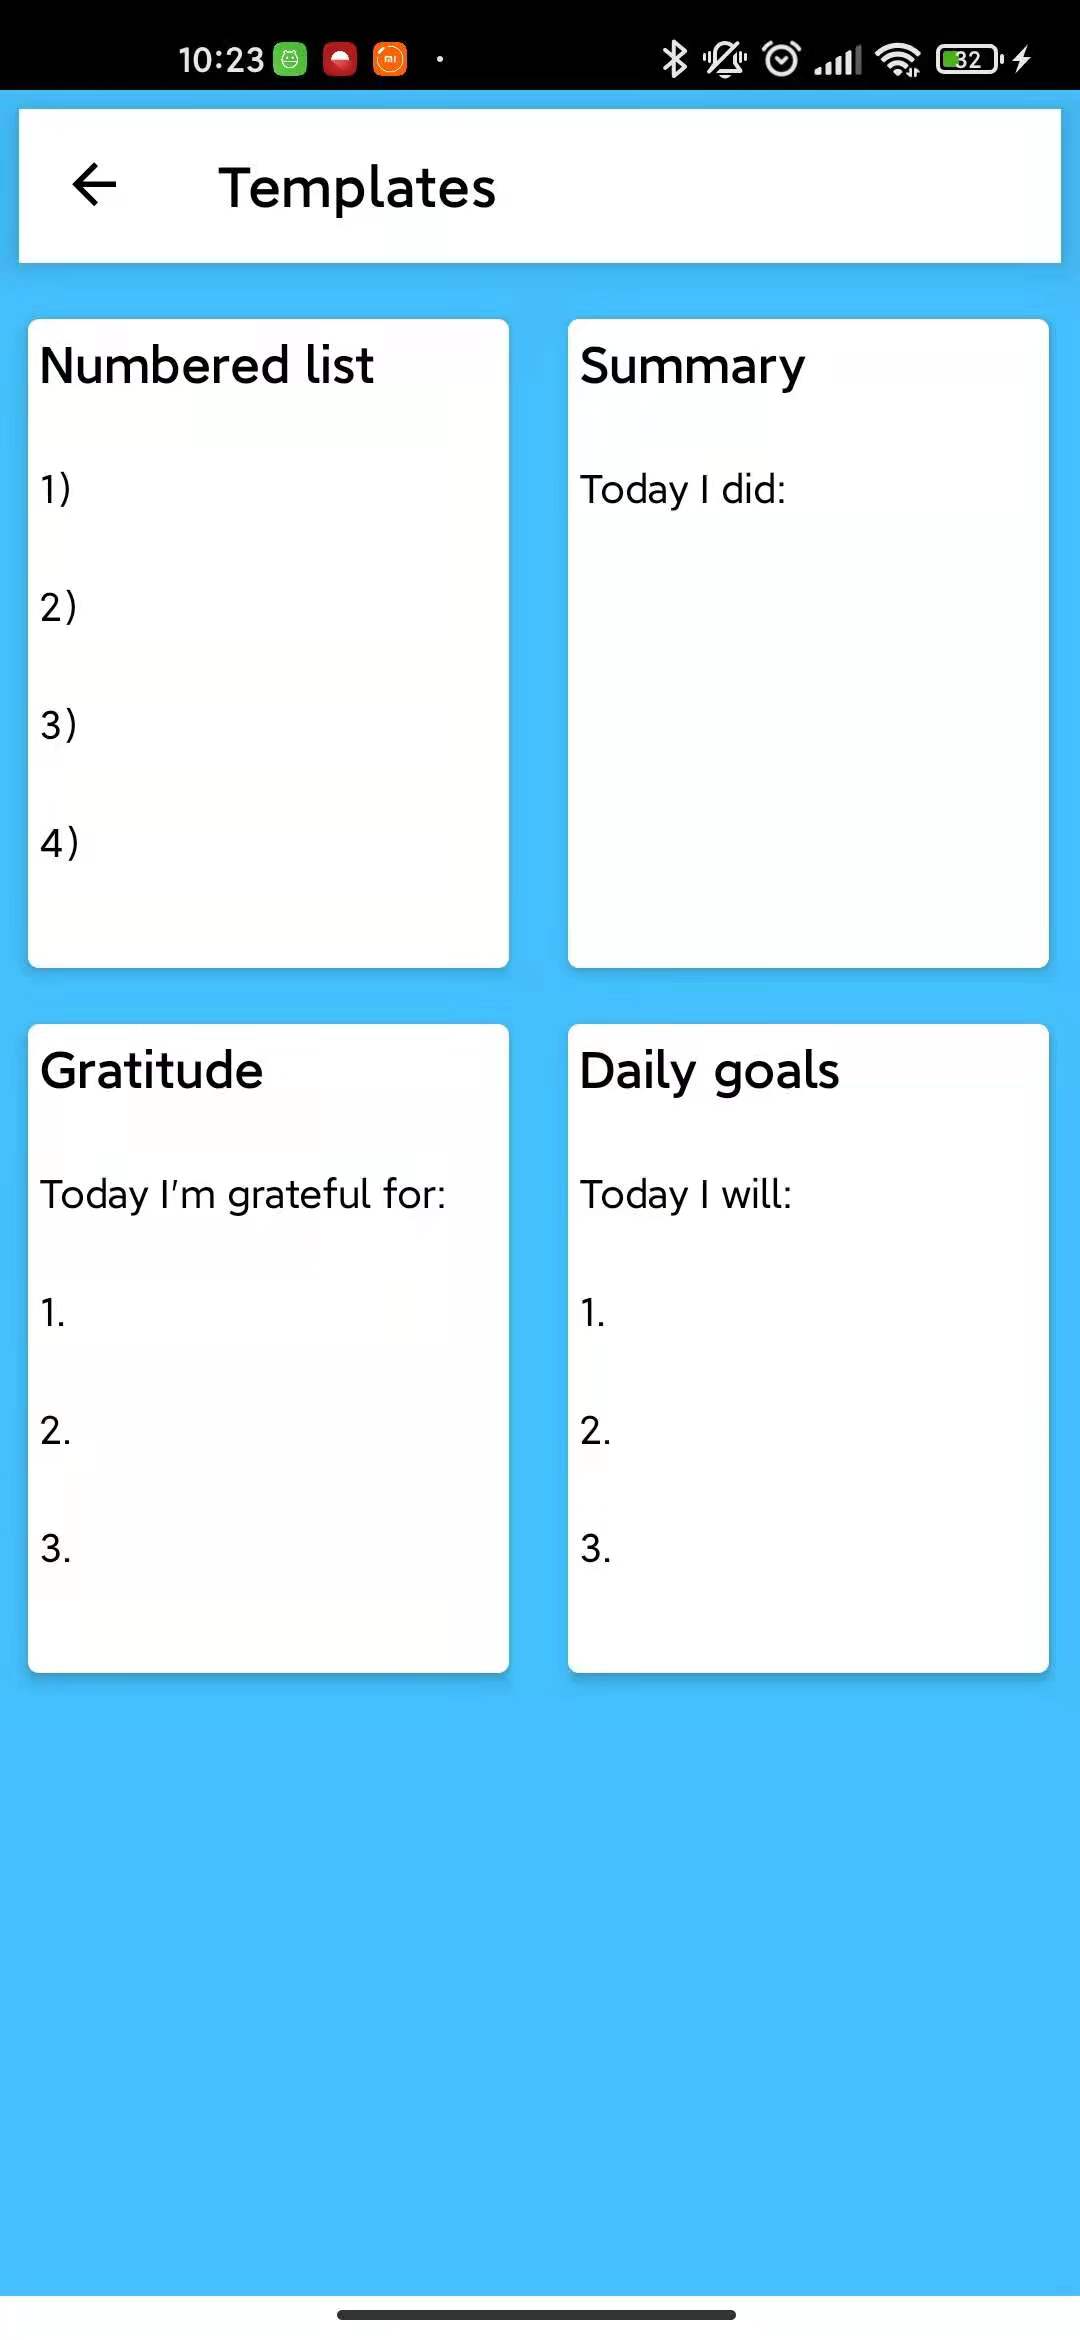 10:23
32
Templates
Numbered list
1)
2)
3)
4)
Summary
Today I did:
Gratitude
Today I'm grateful for:
1.
2.
3.
Daily goals
Today I will:
1.
2.
3.